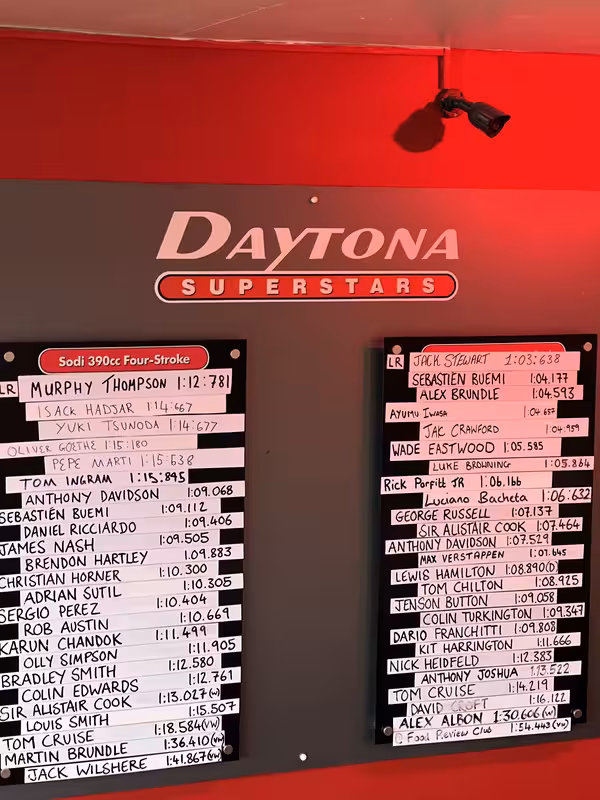 DAYTONA
SUPERSTARS
Sodi 390cc Four-Stroke
LR MURPHY THOMPSON 1:12:781
ISACK HADJAR 1:14:667
YUKI TSUNODA 1:14:677
OLIVER GOETHE 1:15:180
PEPE MARTI 1:15:638
TOM INGRAM 1:15:895
ANTHONY DAVIDSON 1:09.068
SEBASTIEN BUEMI 1:09.112
DANIEL RICCIARDO 1:09.406
JAMES NASH 1:09.505
BRENDON HARTLEY 1:09.883
CHRISTIAN HORNER 1:10.300
ADRIAN SUTIL 1:10.305
SERGIO PEREZ 1:10.404
ROB AUSTIN 1:10.669
KARUN CHANDOK 1:11.499
OLLY SIMPSON 1:11.905
BRADLEY SMITH 1:12.580
COLIN EDWARDS 1:12.761
SIR ALISTAIR COOK 1:13.027(w)
LOUIS SMITH 1:15.507
TOM CRUISE 1:18.584(vw)
MARTIN BRUNDLE 1:36.410(vw)
JACK WILSHERE 1:41.867(vw)
LR JACK STEWART 1:03:638
SEBASTIEN BUEMI 1:04.177
ALEX BRUNDLE 1:04.593
AYUMU IWASA 1:04.657
JAK CRAWFORD 1:04.959
WADE EASTWOOD 1:05.585
LUKE BROWNING 1:05.864
Rick Parfitt JR 1:06.166
Luciano Bacheta 1:06:632
GEORGE RUSSELL 1:07.137
SIR ALISTAIR COOK 1:07.464
ANTHONY DAVIDSON 1:07.529
MAX VERSTAPPEN 1:07.645
LEWIS HAMILTON 1:08.890(D)
TOM CHILTON 1:08.925
JENSON BUTTON 1:09.058
COLIN TURKINGTON 1:09.347
DARIO FRANCHITTI 1:09.808
KIT HARRINGTON 1:11.666
NICK HEIDFELD 1:12.383
ANTHONY JOSHUA 1:13.522
TOM CRUISE 1:14.219
DAVID CROFT 1:16.122
ALEX ALBON 1:30.606(w)
Food Review Club 1:54.443(vw)